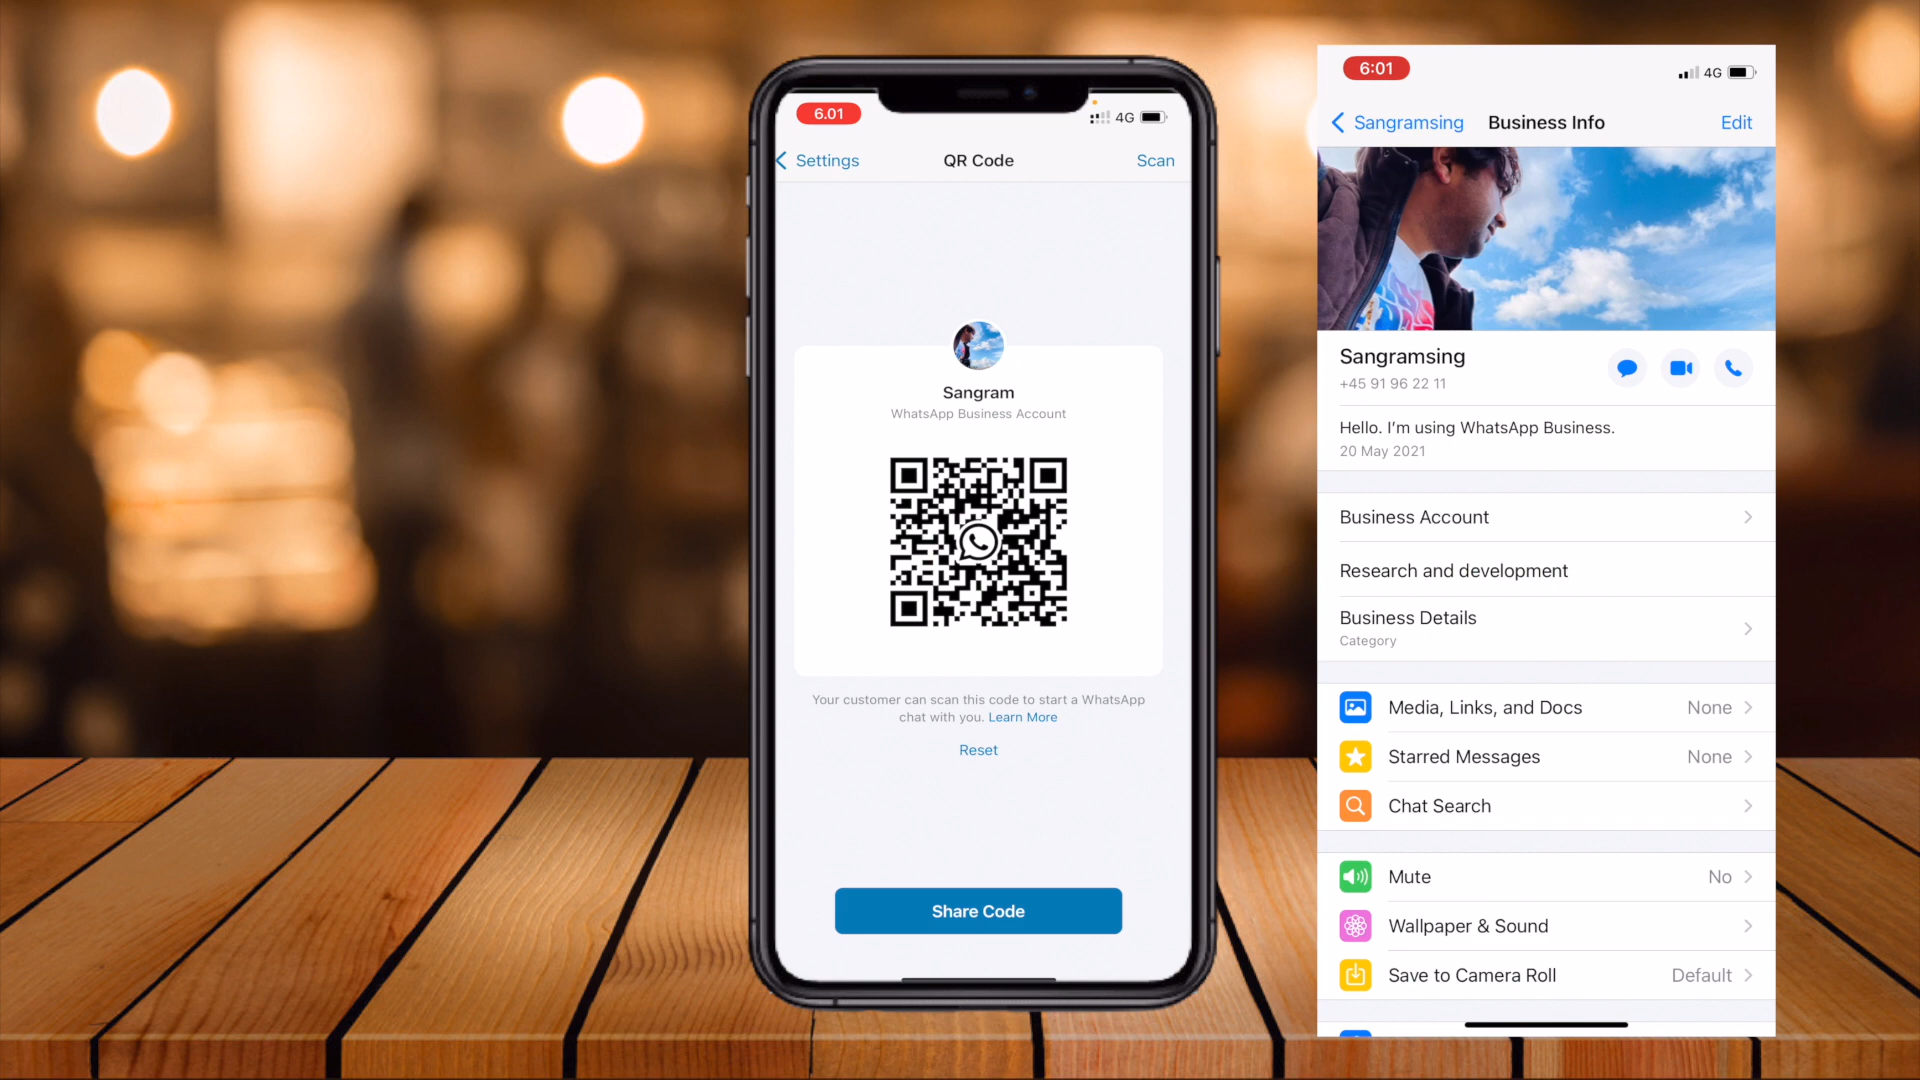 6.01
4G
Settings
QR Code
Scan
Sangram
WhatsApp Business Account
Your customer can scan this code to start a WhatsApp
chat with you. Learn More
Reset
Share Code
6:01
4G
Sangramsing
Business Info
Edit
Sangramsing
+45 91 96 22 11
Hello. I'm using WhatsApp Business.
20 May 2021
Business Account
Research and development
Business Details
Category
Media, Links, and Docs
None
Starred Messages
None
Chat Search
Mute
No
Wallpaper & Sound
Save to Camera Roll
Default